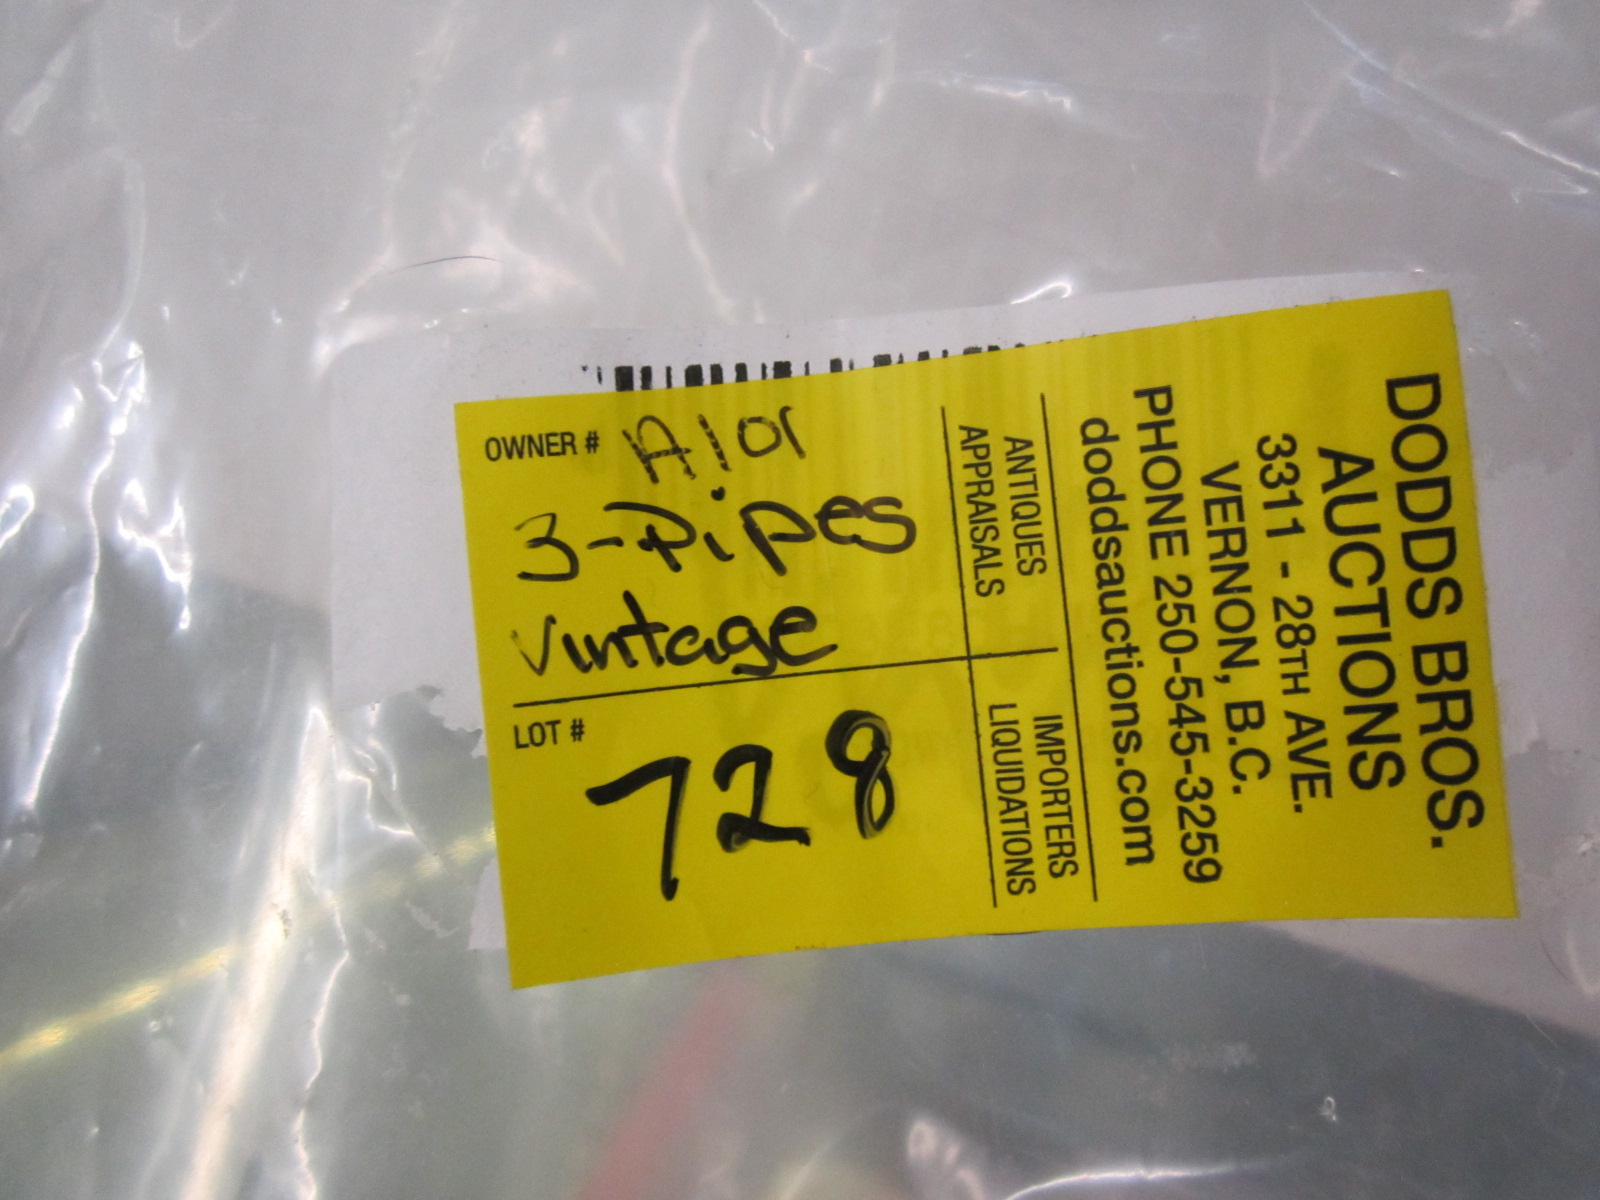 DODDS BROS.
AUCTIONS
3311 - 28TH AVE.
VERNON, B.C.
PHONE 250-545-3259
doddsauctions.com
ANTIQUES
APPRAISALS
IMPORTERS
LIQUIDATIONS
OWNER #
3-Pipes
vintage
LOT # 728